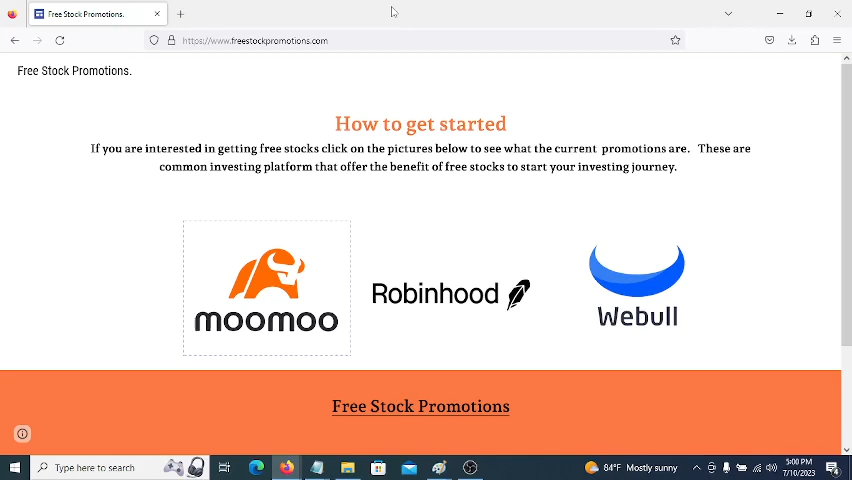 Free Stock Promotions.
https://www.freestockpromotions.com
Free Stock Promotions.
How to get started
If you are interested in getting free stocks click on the pictures below to see what the current promotions are. These are
common investing platform that offer the benefit of free stocks to start your investing journey.
moomoo
Robinhood
Webull
Free Stock Promotions
Type here to search
84°F Mostly sunny
5:00 PM
7/10/2023
4